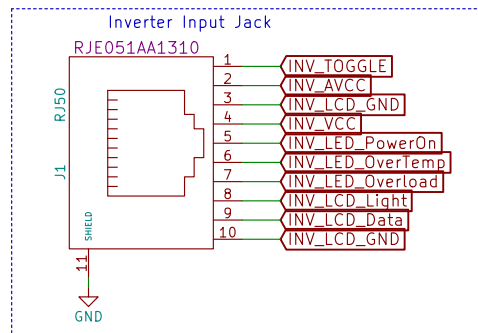 Inverter Input Jack
RJE051AA1310
RJ50
J1
SHIELD
1 INV_TOGGLE
2 INV_AVCC
3 INV_LCD_GND
4 INV_VCC
5 INV_LED_PowerOn
6 INV_LED_OverTemp
7 INV_LED_Overload
8 INV_LCD_Light
9 INV_LCD_Data
10 INV_LCD_GND
11
GND